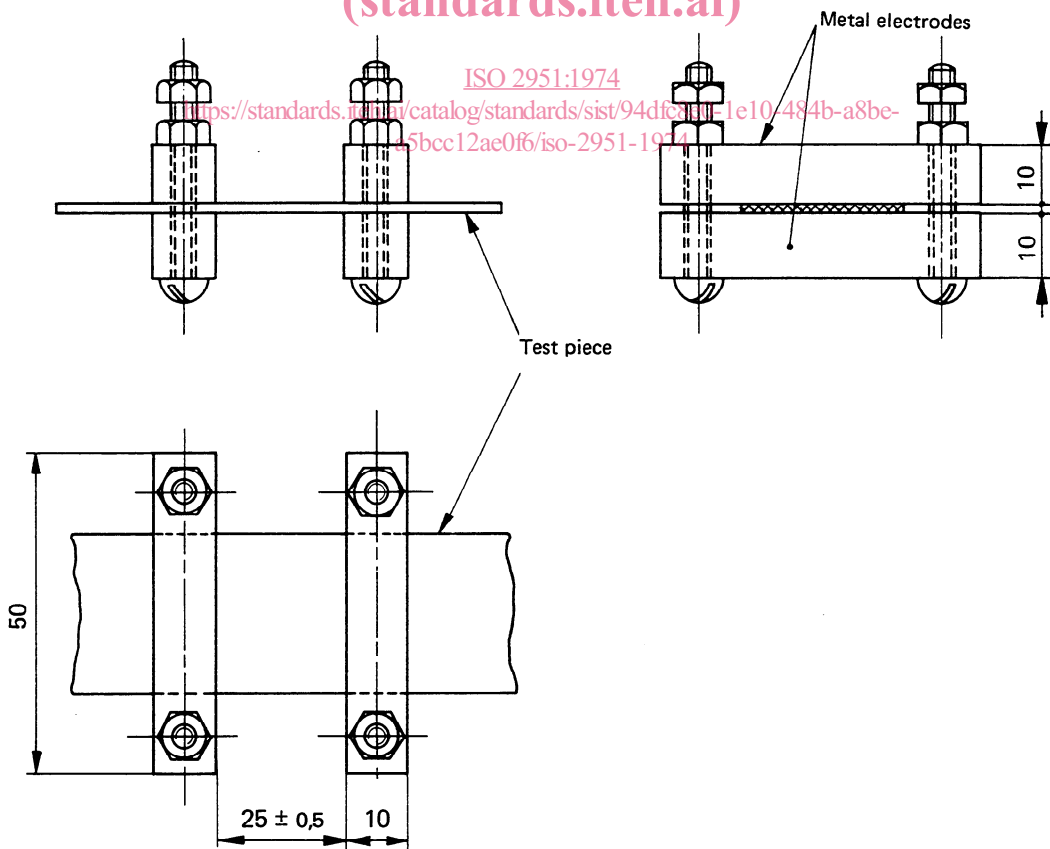 (standards.iteh.ai)
Metal electrodes
ISO 2951:1974
https://standards.iteh.ai/catalog/standards/sist/94dfc8e0-1e10-484b-a8be-
a5bcc12ae0f6/iso-2951-1974
10
10
Test piece
50
25 ± 0,5
10